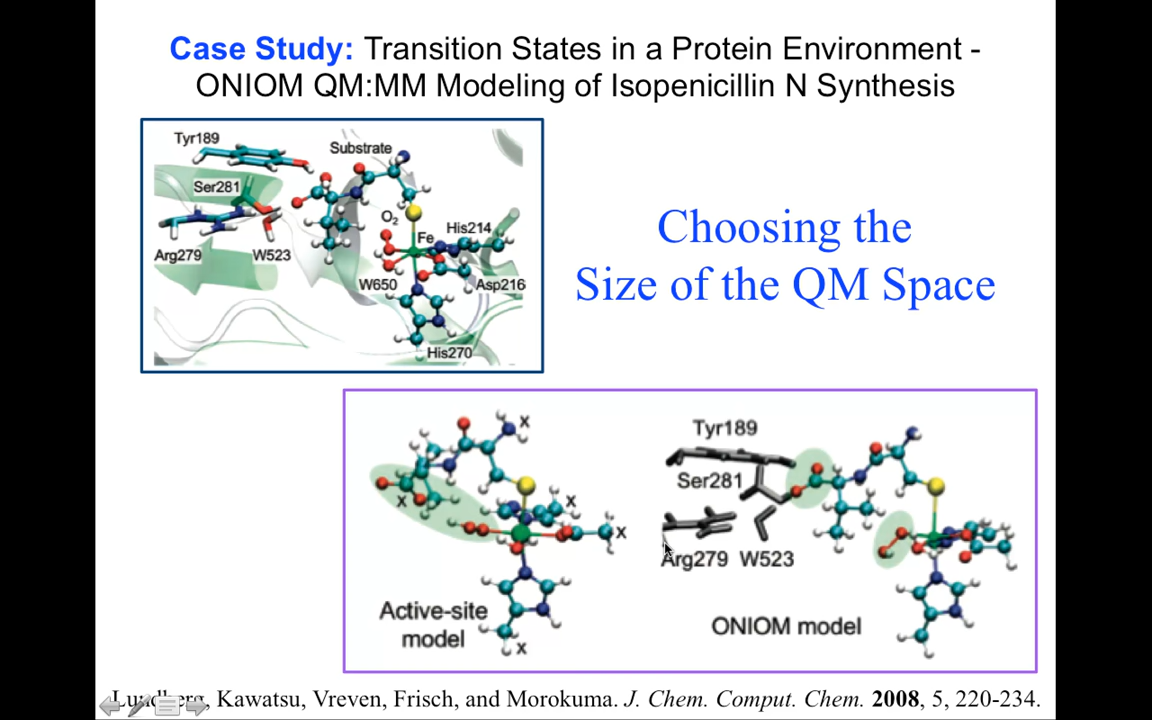 Case Study: Transition States in a Protein Environment -
ONIOM QM:MM Modeling of Isopenicillin N Synthesis
Tyr189
Substrate
Ser281
O2
Fe
His214
Arg279
W523
W650
Asp216
His270
Choosing the
Size of the QM Space
x
x
x
x
x
Active-site
model
Tyr189
Ser281
Arg279 W523
ONIOM model
Lundberg, Kawatsu, Vreven, Frisch, and Morokuma. J. Chem. Comput. Chem. 2008, 5, 220-234.